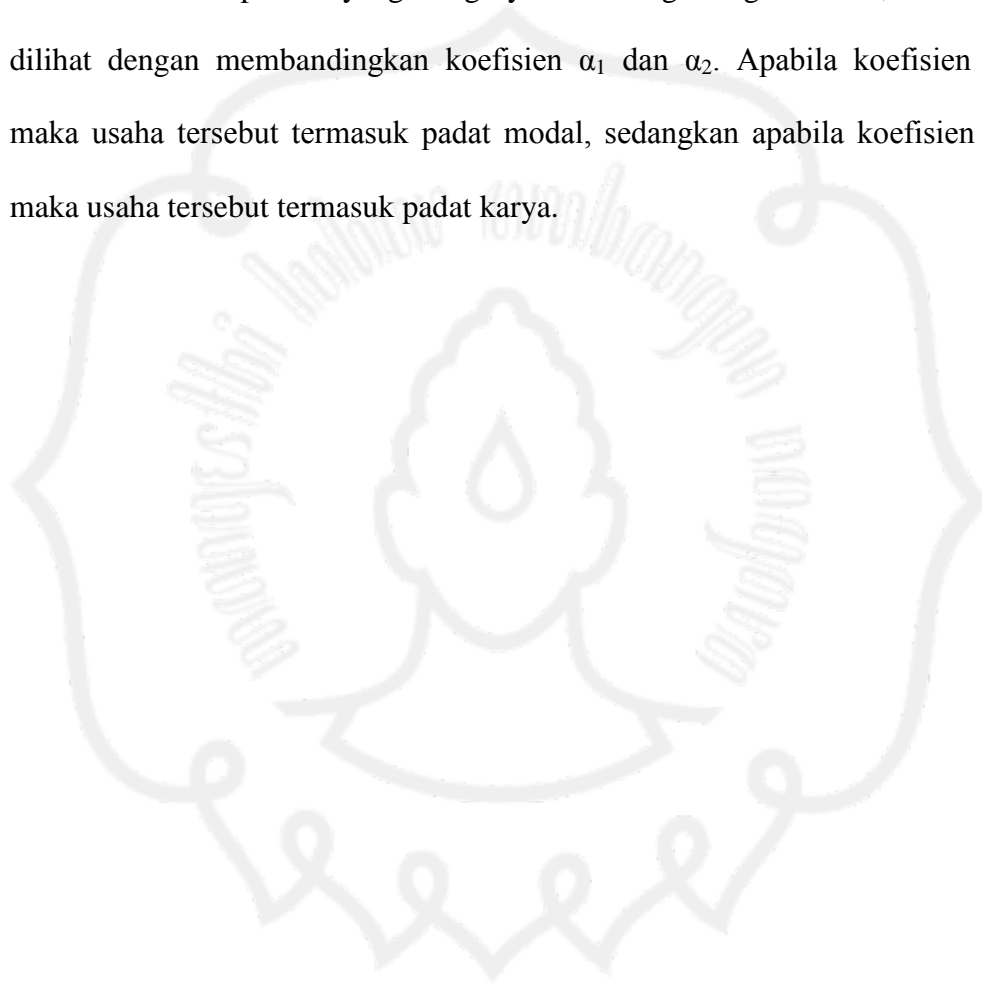 dilihat dengan membandingkan koefisien α₁ dan α₂. Apabila koefisien
maka usaha tersebut termasuk padat modal, sedangkan apabila koefisien
maka usaha tersebut termasuk padat karya.